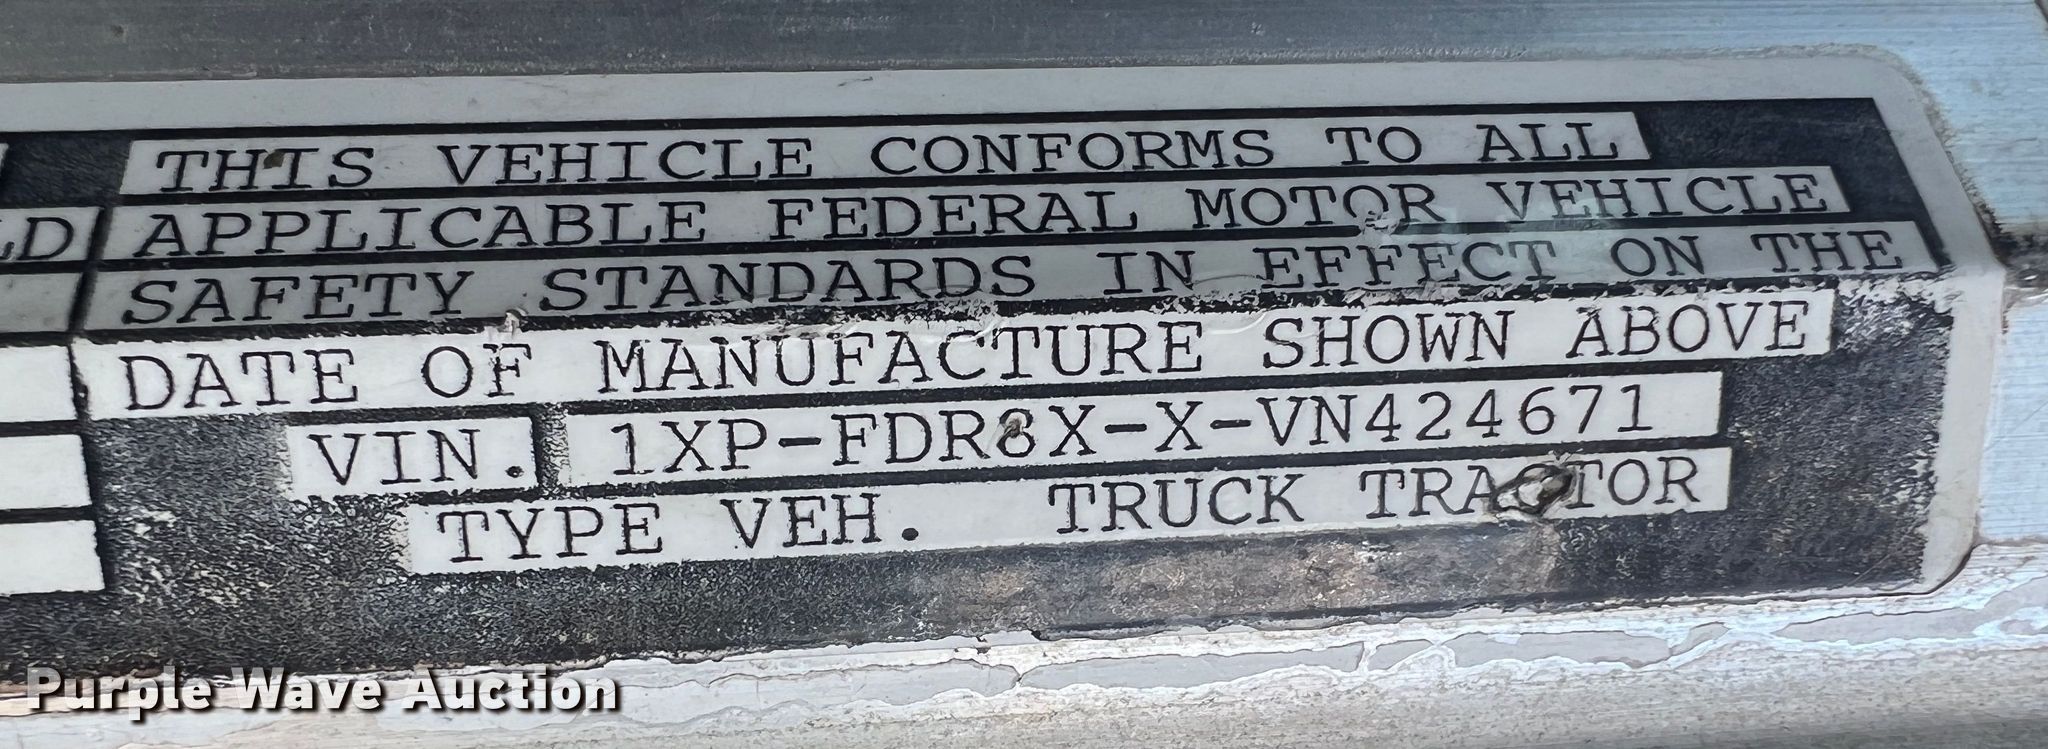 THIS VEHICLE CONFORMS TO ALL
LD APPLICABLE FEDERAL MOTOR VEHICLE
SAFETY STANDARDS IN EFFECT ON THE
DATE OF MANUFACTURE SHOWN ABOVE
VIN. 1XP-FDR8X-X-VN424671
TYPE VEH. TRUCK TRACTOR
Purple Wave Auction